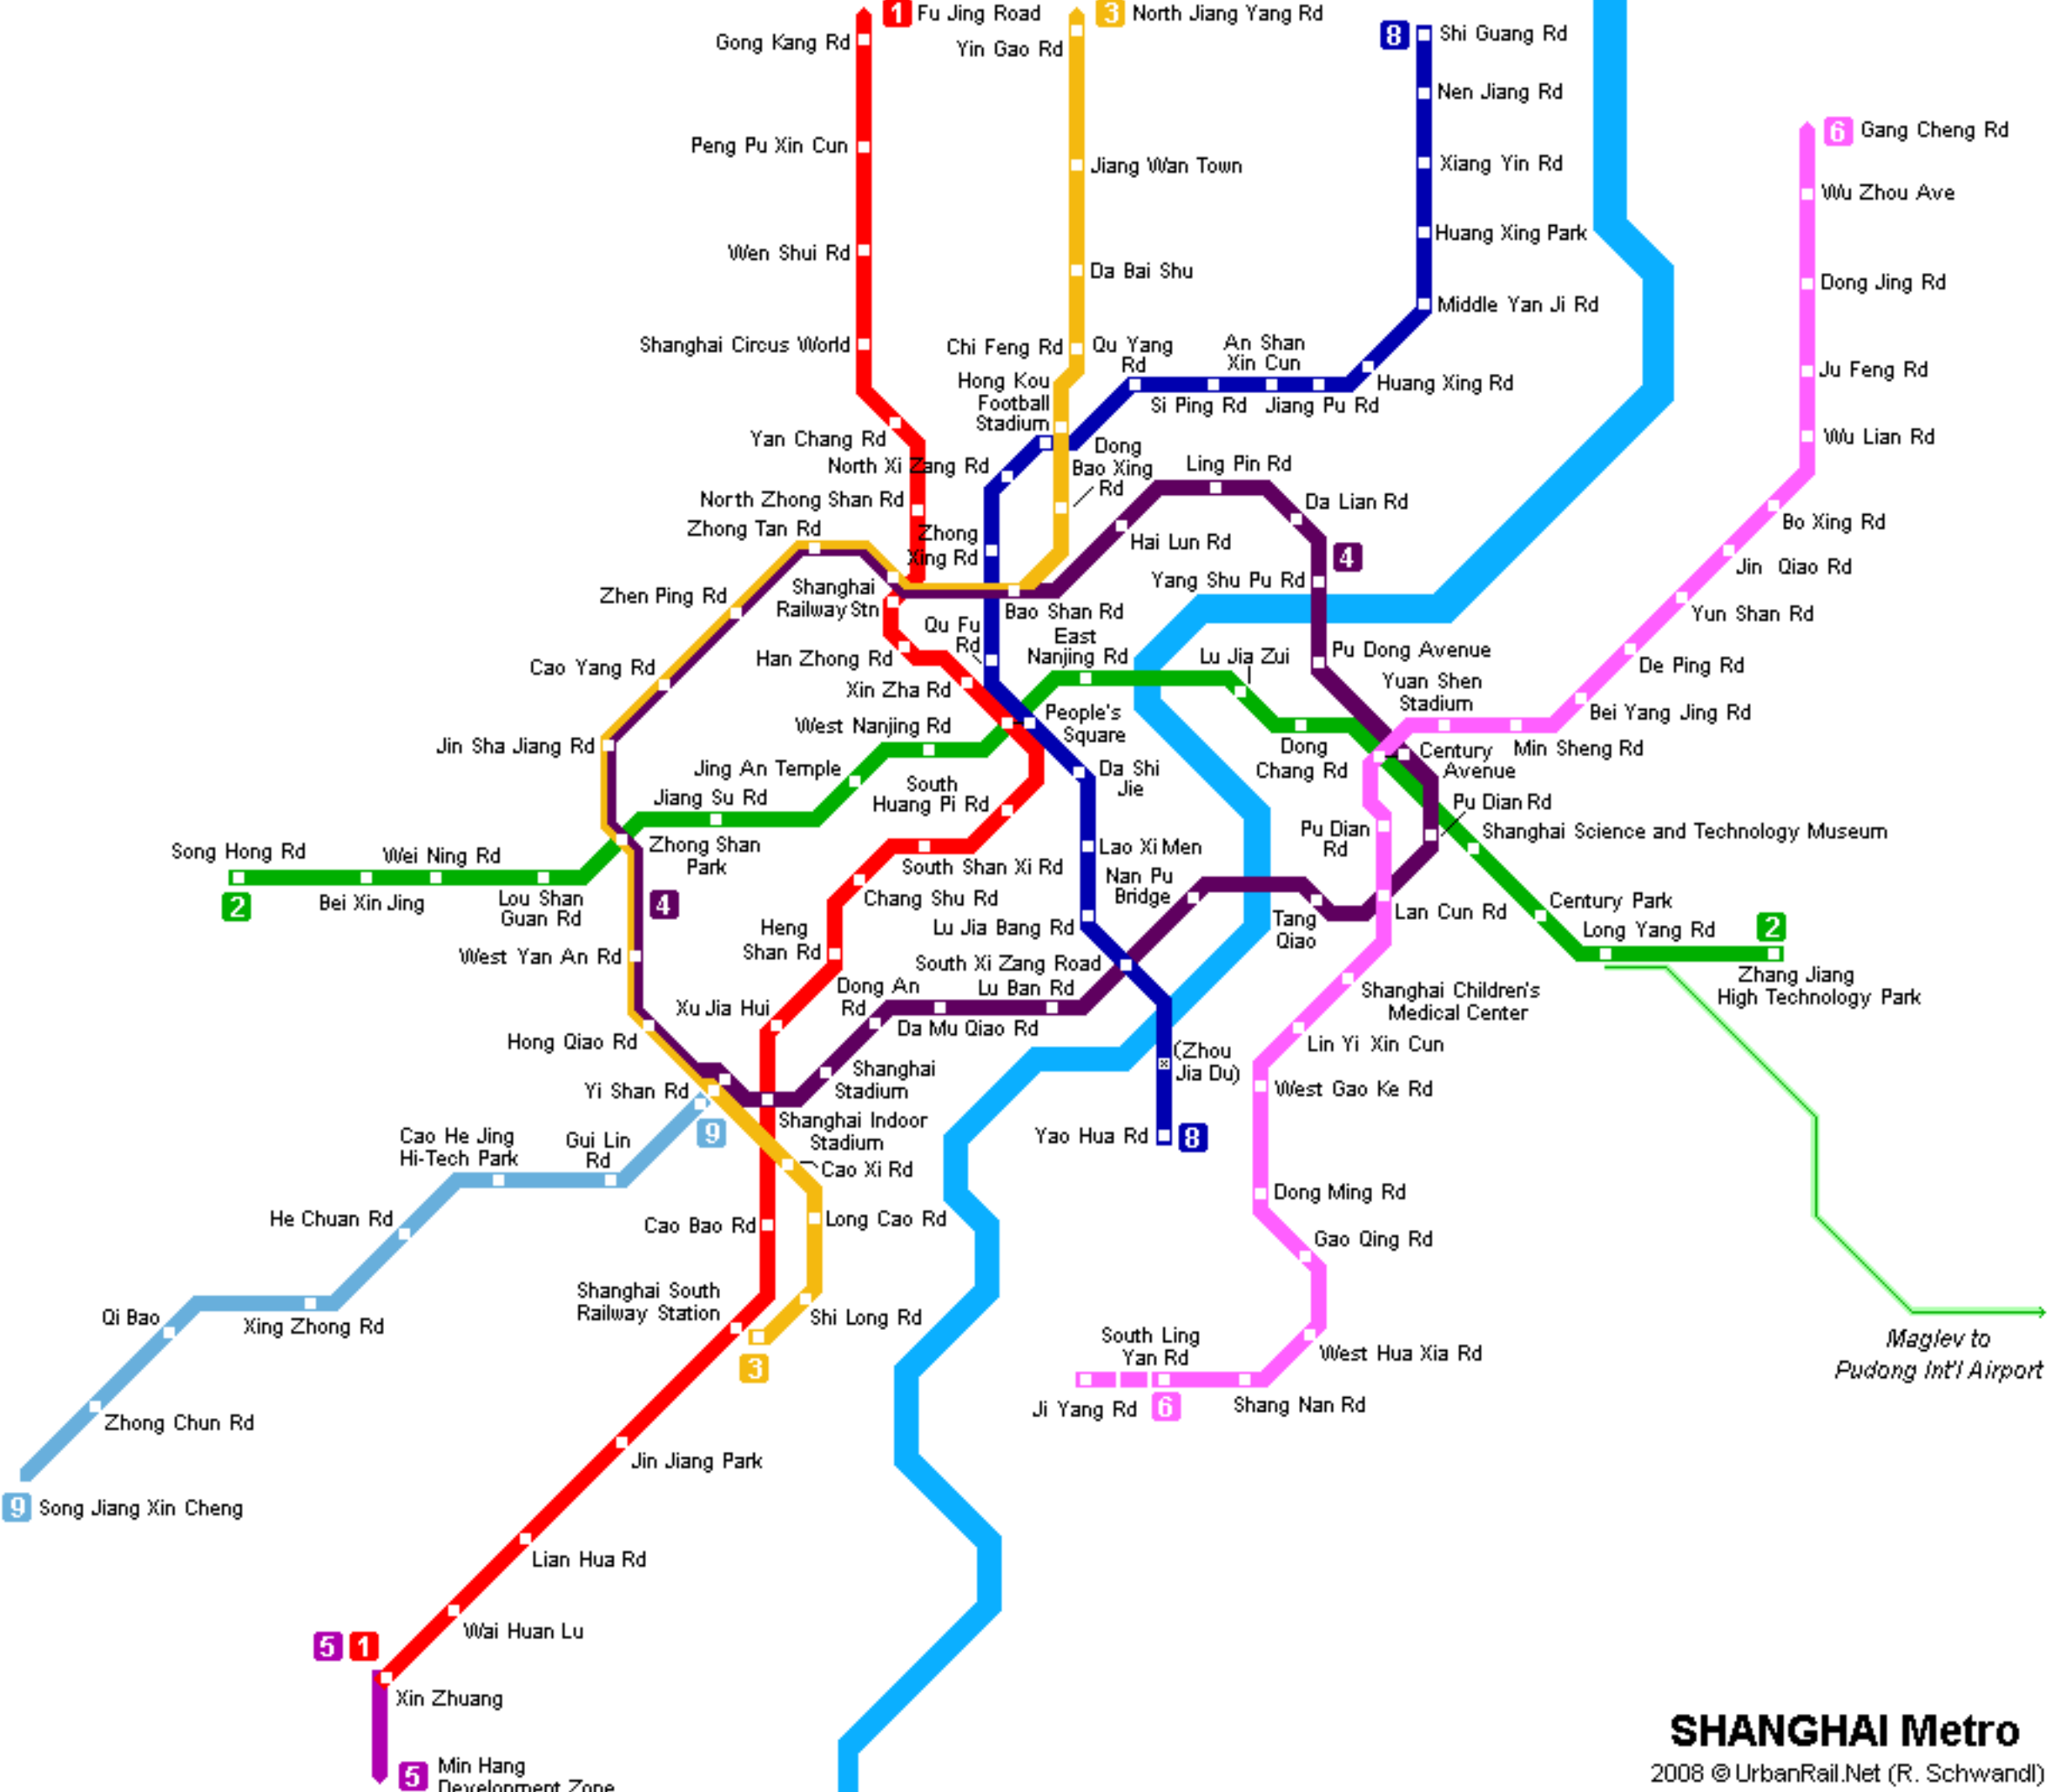 1 Fu Jing Road
3 North Jiang Yang Rd
Gong Kang Rd
Yin Gao Rd
8 Shi Guang Rd
Nen Jiang Rd
6 Gang Cheng Rd
Peng Pu Xin Cun
Jiang Wan Town
Xiang Yin Rd
Wu Zhou Ave
Wen Shui Rd
Da Bai Shu
Huang Xing Park
Dong Jing Rd
Middle Yan Ji Rd
Shanghai Circus World
Chi Feng Rd
Qu Yang
Rd
An Shan
Xin Cun
Ju Feng Rd
Hong Kou
Football
Stadium
Si Ping Rd
Jiang Pu Rd
Huang Xing Rd
Yan Chang Rd
Wu Lian Rd
North Xi Zang Rd
Dong
Bao Xing
Rd
Ling Pin Rd
North Zhong Shan Rd
Da Lian Rd
Bo Xing Rd
Zhong Tan Rd
Zhong
Xing Rd
Hai Lun Rd
4
Jin Qiao Rd
Zhen Ping Rd
Shanghai
Railway Stn
Yang Shu Pu Rd
Bao Shan Rd
Yun Shan Rd
Qu Fu
Rd
East
Nanjing Rd
Cao Yang Rd
Han Zhong Rd
Lu Jia Zui
Pu Dong Avenue
De Ping Rd
Xin Zha Rd
Yuan Shen
Stadium
West Nanjing Rd
People's
Square
Bei Yang Jing Rd
Jin Sha Jiang Rd
Dong
Chang Rd
Century
Avenue
Min Sheng Rd
Jing An Temple
Da Shi
Jie
Jiang Su Rd
South
Huang Pi Rd
Pu Dian Rd
Pu Dian
Rd
Shanghai Science and Technology Museum
Song Hong Rd
Wei Ning Rd
Zhong Shan
Park
South Shan Xi Rd
Lao Xi Men
2
Bei Xin Jing
Lou Shan
Guan Rd
4
Chang Shu Rd
Nan Pu
Bridge
Tang
Qiao
Lan Cun Rd
Century Park
Heng
Shan Rd
Lu Jia Bang Rd
Long Yang Rd
2
West Yan An Rd
South Xi Zang Road
Zhang Jiang
High Technology Park
Dong An
Rd
Lu Ban Rd
Shanghai Children's
Medical Center
Xu Jia Hui
Da Mu Qiao Rd
Hong Qiao Rd
(Zhou
Jia Du)
Lin Yi Xin Cun
Yi Shan Rd
Shanghai
Stadium
West Gao Ke Rd
9
Shanghai Indoor
Stadium
Yao Hua Rd 8
Cao He Jing
Hi-Tech Park
Gui Lin
Rd
Cao Xi Rd
Dong Ming Rd
He Chuan Rd
Cao Bao Rd
Long Cao Rd
Gao Qing Rd
Shanghai South
Railway Station
Qi Bao
Xing Zhong Rd
Shi Long Rd
3
South Ling
Yan Rd
West Hua Xia Rd
Maglev to
Pudong Int'l Airport
Ji Yang Rd 6
Shang Nan Rd
Zhong Chun Rd
Jin Jiang Park
9 Song Jiang Xin Cheng
Lian Hua Rd
Wai Huan Lu
5 1
Xin Zhuang
5 Min Hang
Development Zone
SHANGHAI Metro
2008 © UrbanRail.Net (R. Schwandl)